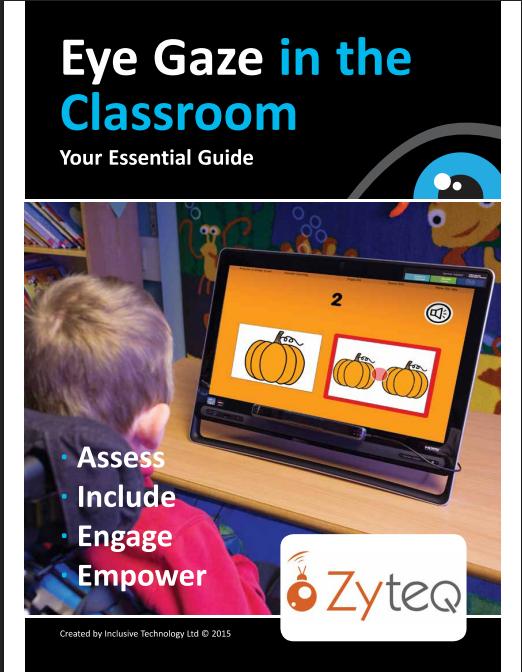 Eye Gaze in the
Classroom
Your Essential Guide
2
· Assess
· Include
· Engage
· Empower
Zyteq
Created by Inclusive Technology Ltd © 2015